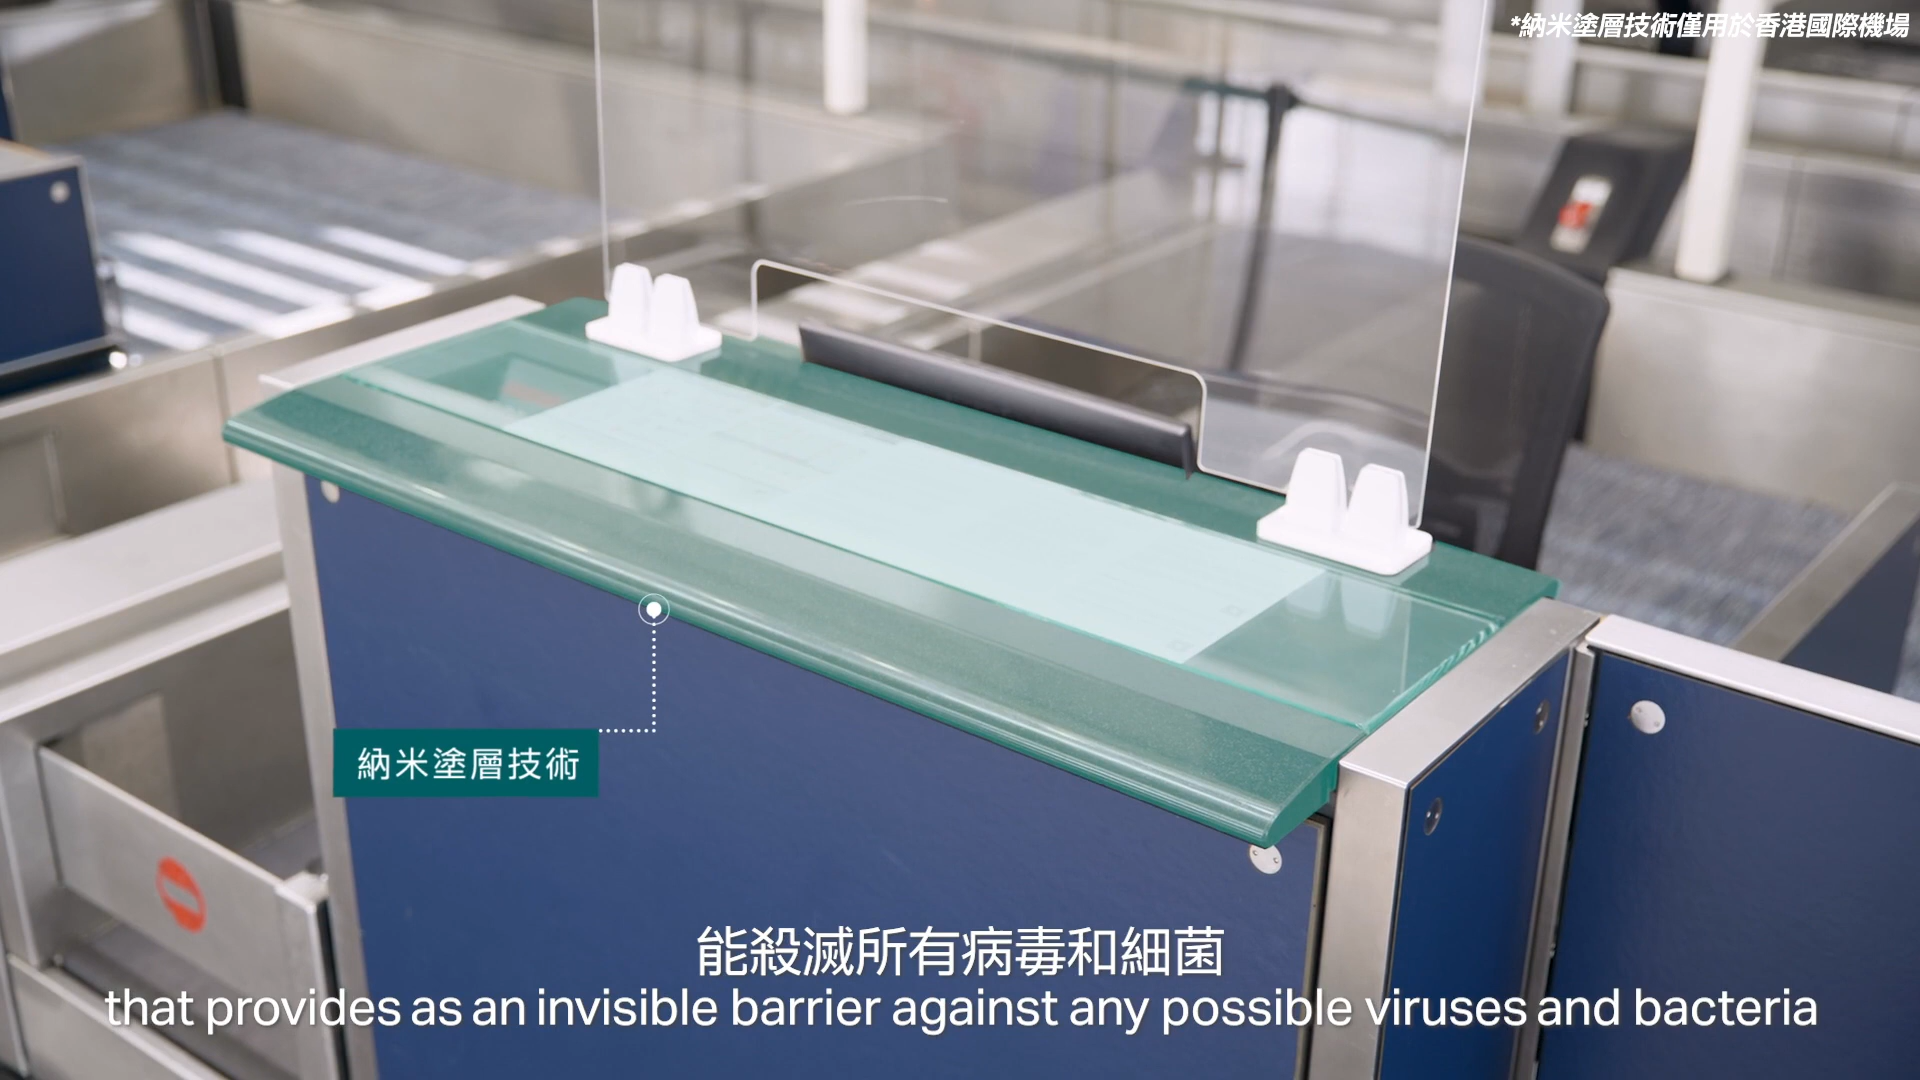 *納米塗層技術僅用於香港國際機場
納米塗層技術
能殺滅所有病毒和細菌
that provides as an invisible barrier against any possible viruses and bacteria